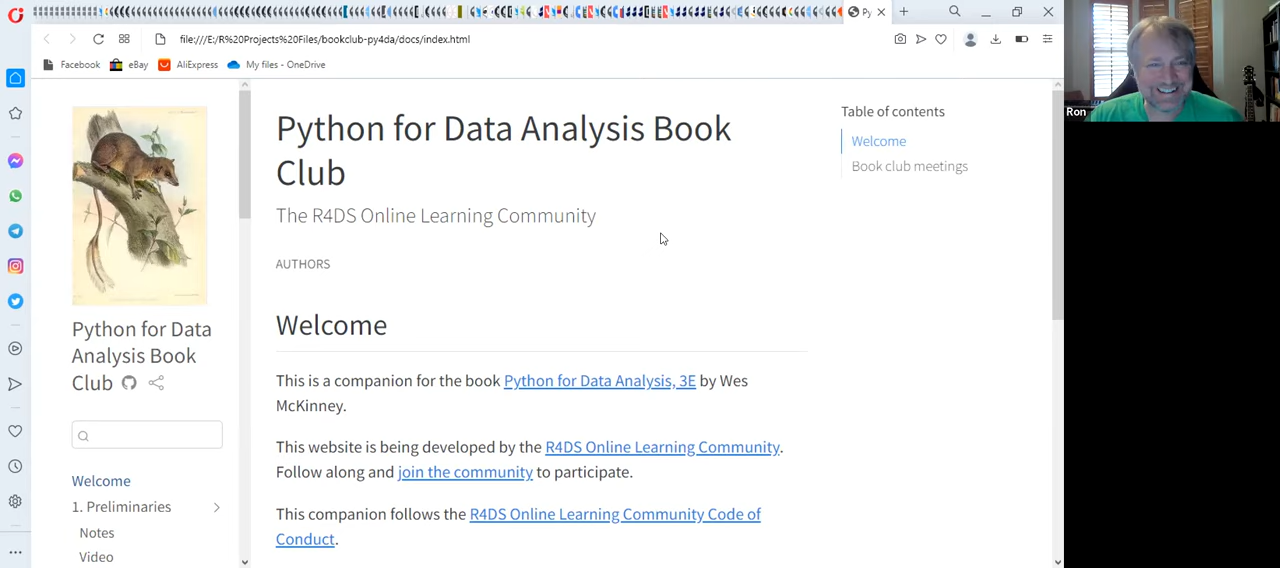 Py
file:///E:/R%20Projects%20Files/bookclub-py4da/docs/index.html
Facebook
eBay
AliExpress
My files - OneDrive
Python for Data
Analysis Book
Club
Welcome
1. Preliminaries
Notes
Video
Python for Data Analysis Book
Club
The R4DS Online Learning Community
AUTHORS
Welcome
This is a companion for the book Python for Data Analysis, 3E by Wes
McKinney.
This website is being developed by the R4DS Online Learning Community.
Follow along and join the community to participate.
This companion follows the R4DS Online Learning Community Code of
Conduct.
Table of contents
Welcome
Book club meetings
Ron